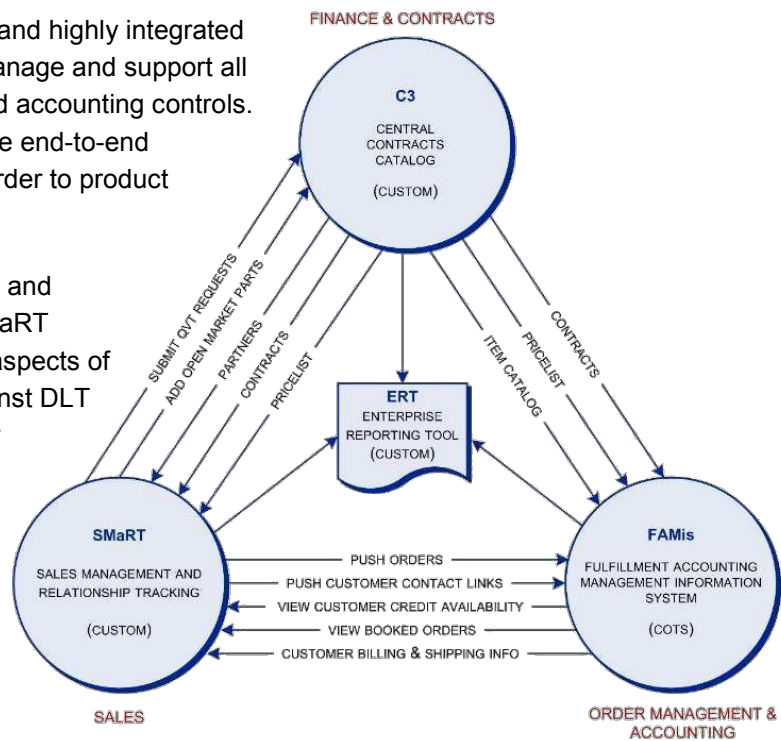 and highly integrated
anage and support all
d accounting controls.
e end-to-end
rder to product
and
aRT
aspects of
nst DLT
FINANCE & CONTRACTS
C3
CENTRAL
CONTRACTS
CATALOG
(CUSTOM)
SUBMIT QVT REQUESTS
ADD OPEN MARKET PARTS
PARTNERS
CONTRACTS
PRICELIST
ITEM CATALOG
PRICELIST
CONTRACTS
ERT
ENTERPRISE
REPORTING TOOL
(CUSTOM)
SMaRT
SALES MANAGEMENT AND
RELATIONSHIP TRACKING
(CUSTOM)
PUSH ORDERS
PUSH CUSTOMER CONTACT LINKS
VIEW CUSTOMER CREDIT AVAILABILITY
VIEW BOOKED ORDERS
CUSTOMER BILLING & SHIPPING INFO
FAMis
FULFILLMENT ACCOUNTING
MANAGEMENT INFORMATION
SYSTEM
(COTS)
SALES
ORDER MANAGEMENT &
ACCOUNTING